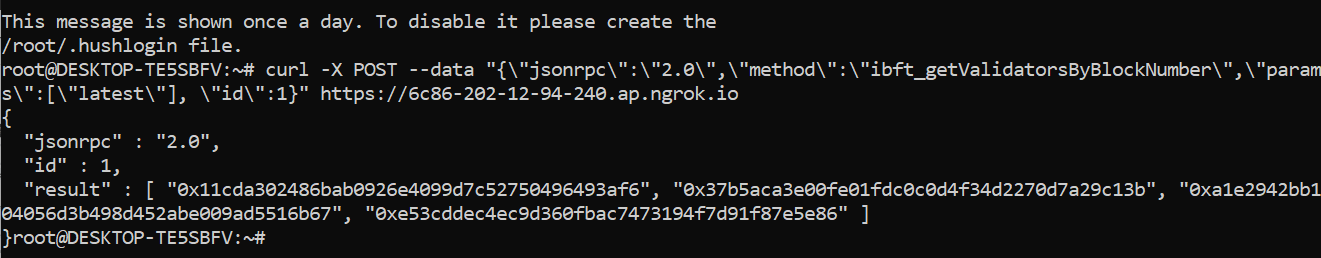 This message is shown once a day. To disable it please create the
/root/.hushlogin file.
root@DESKTOP-TE5SBFV:~# curl -X POST --data "{\"jsonrpc\":\"2.0\",\"method\":\"ibft_getValidatorsByBlockNumber\",\"param
s\":[\"latest\"], \"id\":1}" https://6c86-202-12-94-240.ap.ngrok.io
{
  "jsonrpc" : "2.0",
  "id" : 1,
  "result" : [ "0x11cda302486bab0926e4099d7c52750496493af6", "0x37b5aca3e00fe01fdc0c0d4f34d2270d7a29c13b", "0xa1e2942bb1
04056d3b498d452abe009ad5516b67", "0xe53cddec4ec9d360fbac7473194f7d91f87e5e86" ]
}root@DESKTOP-TE5SBFV:~#